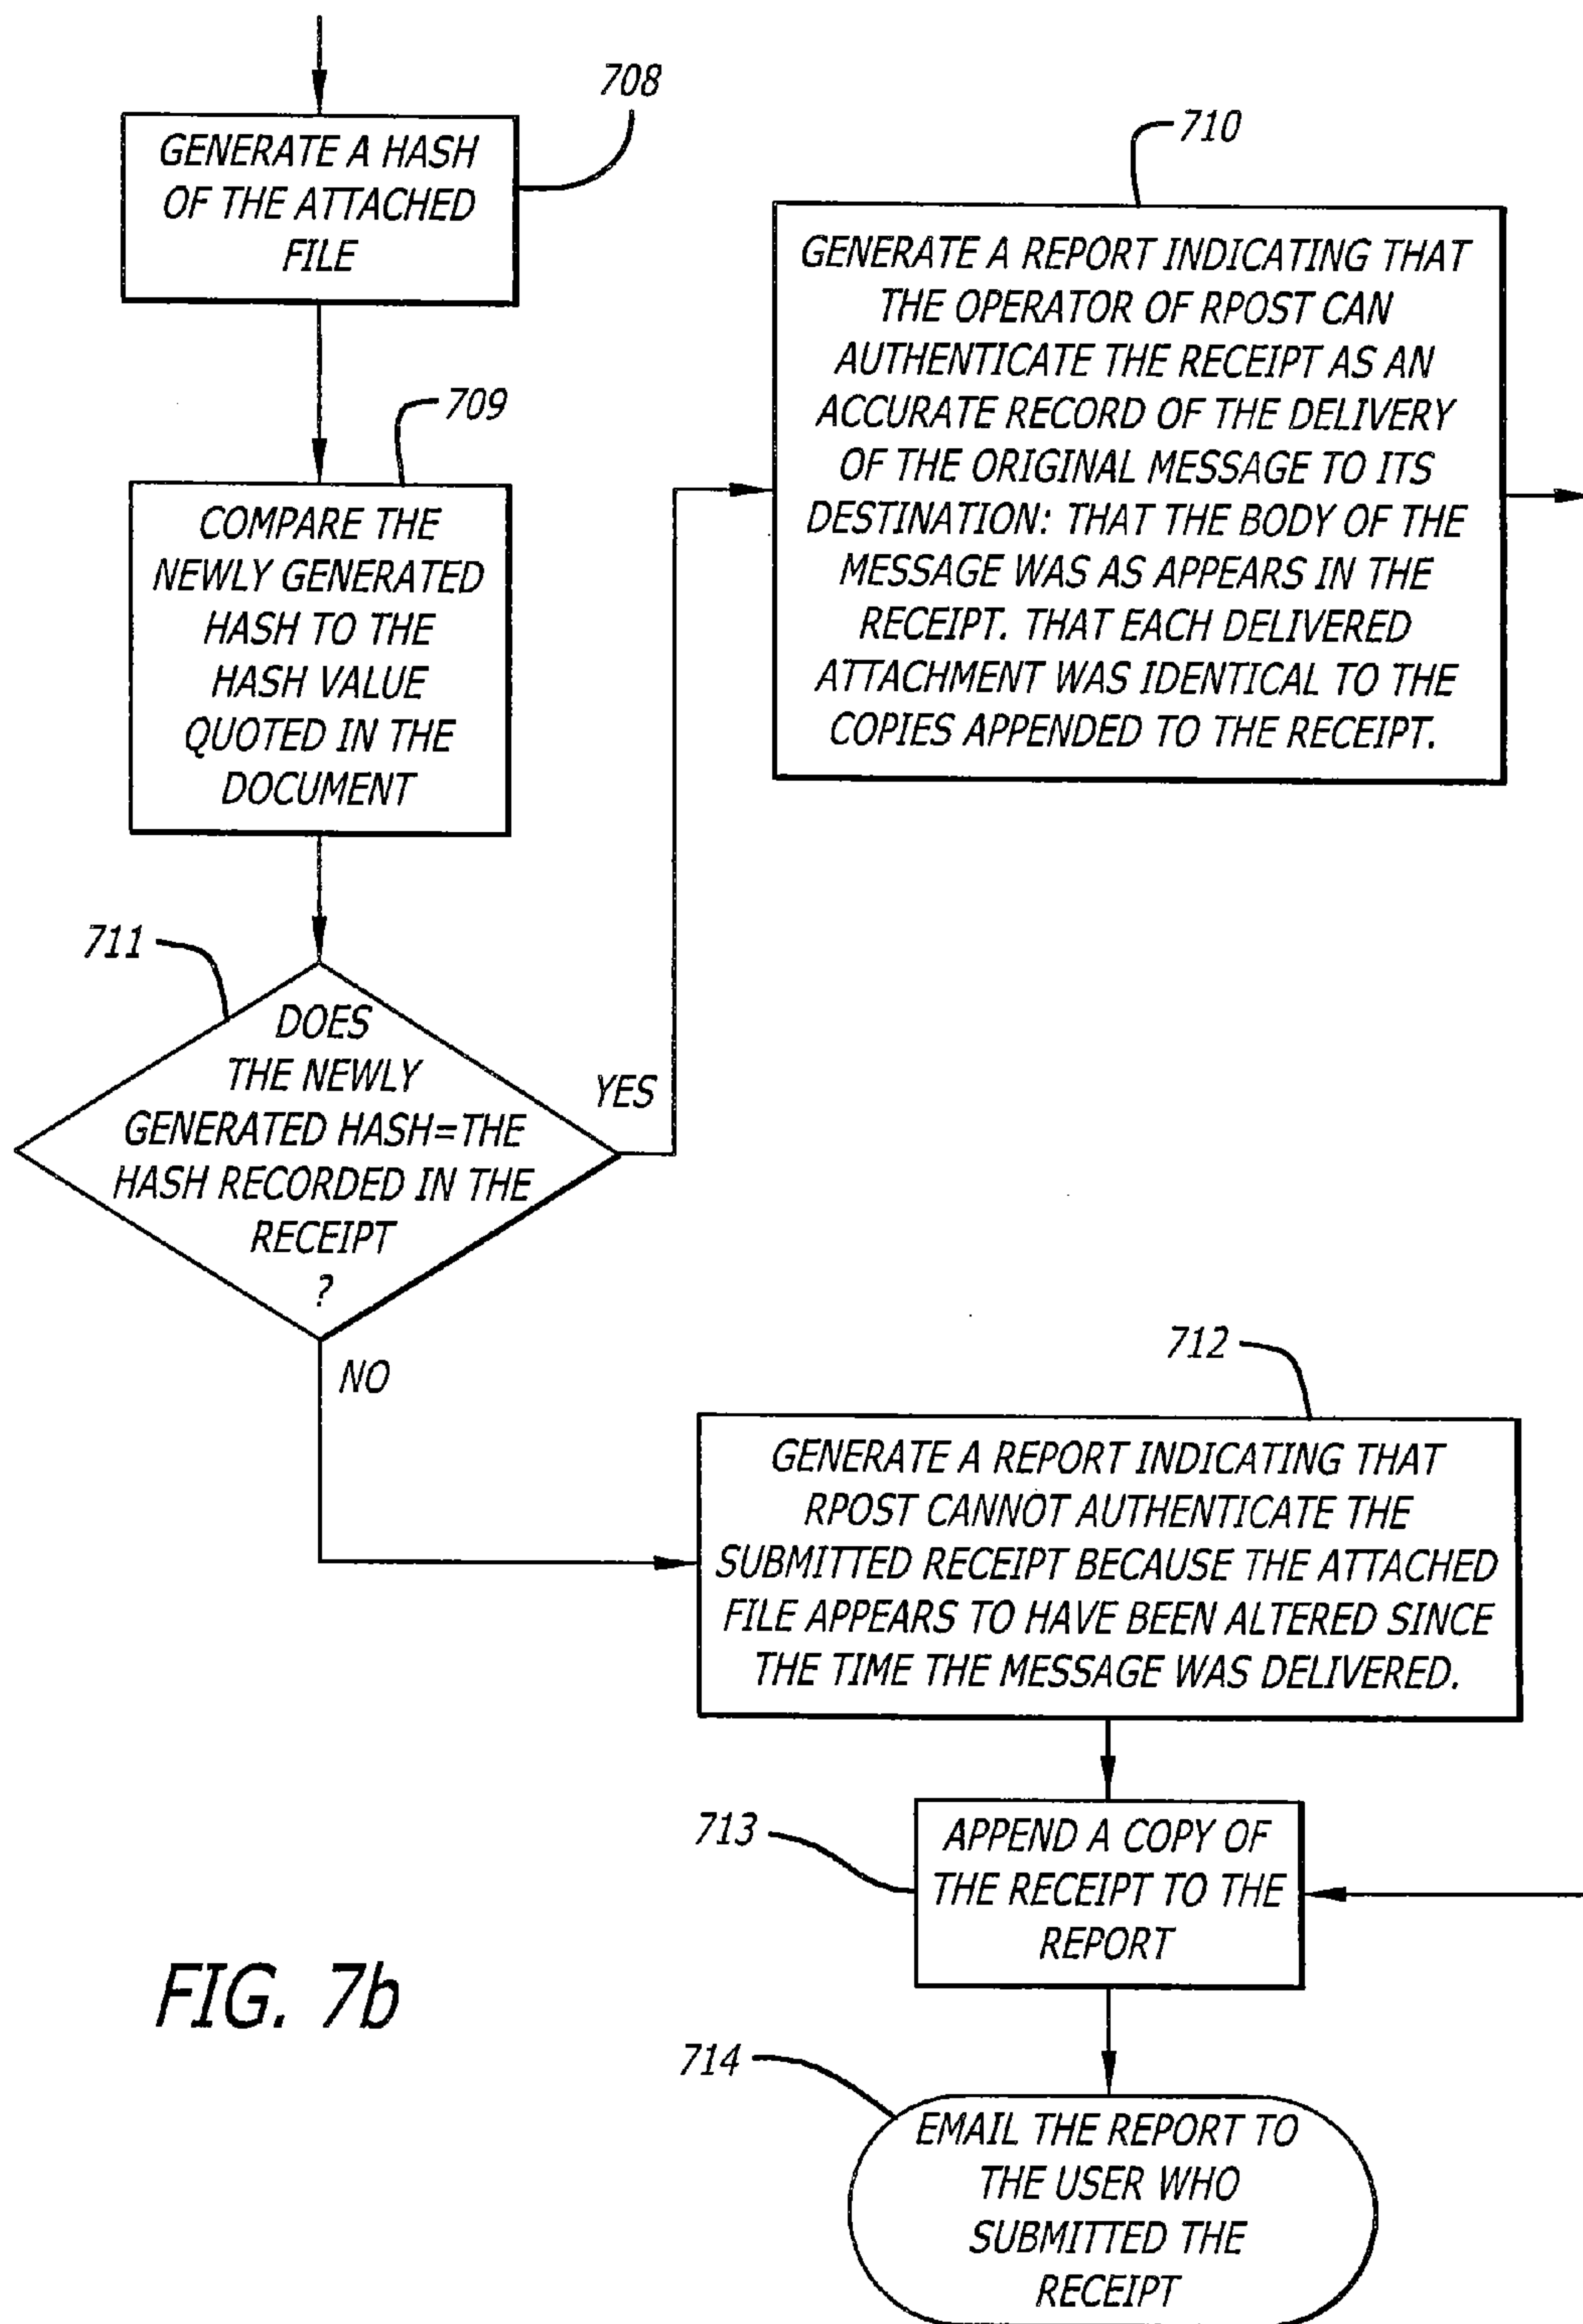 708
GENERATE A HASH
OF THE ATTACHED
FILE
709
COMPARE THE
NEWLY GENERATED
HASH TO THE
HASH VALUE
QUOTED IN THE
DOCUMENT
710
GENERATE A REPORT INDICATING THAT
THE OPERATOR OF RPOST CAN
AUTHENTICATE THE RECEIPT AS AN
ACCURATE RECORD OF THE DELIVERY
OF THE ORIGINAL MESSAGE TO ITS
DESTINATION: THAT THE BODY OF THE
MESSAGE WAS AS APPEARS IN THE
RECEIPT. THAT EACH DELIVERED
ATTACHMENT WAS IDENTICAL TO THE
COPIES APPENDED TO THE RECEIPT.
711
DOES
THE NEWLY
GENERATED HASH=THE
HASH RECORDED IN THE
RECEIPT
?
YES
NO
712
GENERATE A REPORT INDICATING THAT
RPOST CANNOT AUTHENTICATE THE
SUBMITTED RECEIPT BECAUSE THE ATTACHED
FILE APPEARS TO HAVE BEEN ALTERED SINCE
THE TIME THE MESSAGE WAS DELIVERED.
713
APPEND A COPY OF
THE RECEIPT TO THE
REPORT
714
EMAIL THE REPORT TO
THE USER WHO
SUBMITTED THE
RECEIPT
FIG. 7b